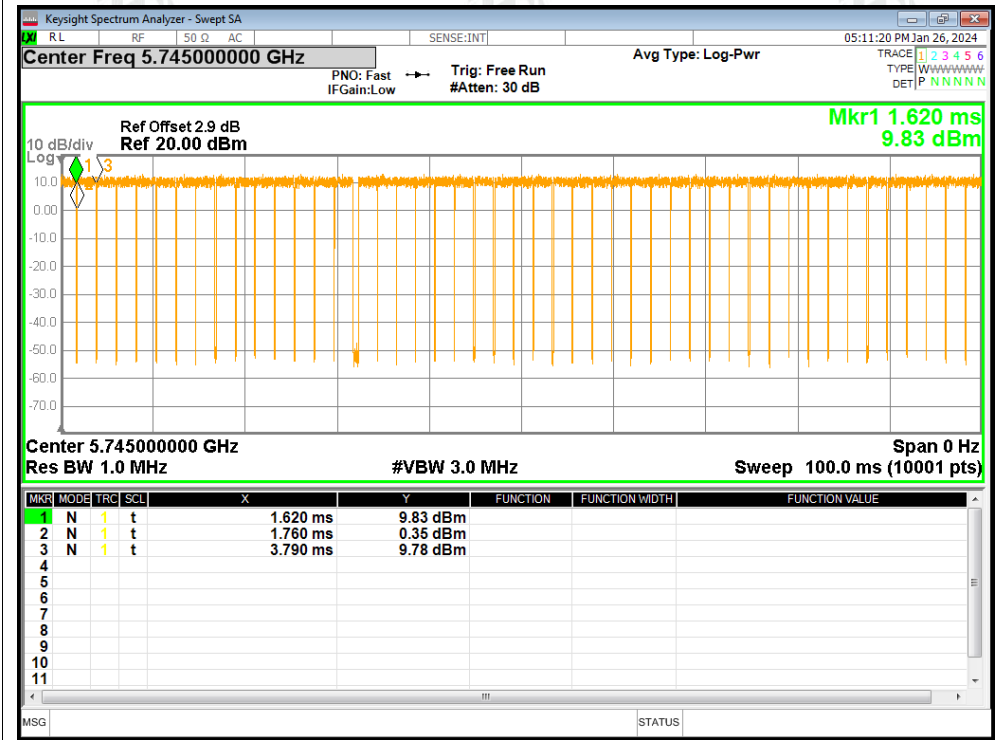 Keysight Spectrum Analyzer - Swept SA
LXI RL RF 50 Ω AC SENSE:INT 05:11:20 PM Jan 26, 2024
Center Freq 5.745000000 GHz
PNO: Fast
IFGain:Low
Trig: Free Run
#Atten: 30 dB
Avg Type: Log-Pwr
TRACE 1 2 3 4 5 6
TYPE WWWWWW
DET P N N N N N
Mkr1 1.620 ms
9.83 dBm
Ref Offset 2.9 dB
10 dB/div Ref 20.00 dBm
Log
1 3
2
10.0
0.00
-10.0
-20.0
-30.0
-40.0
-50.0
-60.0
-70.0
Center 5.745000000 GHz Span 0 Hz
Res BW 1.0 MHz #VBW 3.0 MHz Sweep 100.0 ms (10001 pts)
MKR MODE TRC SCL X Y FUNCTION FUNCTION WIDTH FUNCTION VALUE
1 N 1 t 1.620 ms 9.83 dBm
2 N 1 t 1.760 ms 0.35 dBm
3 N 1 t 3.790 ms 9.78 dBm
4
5
6
7
8
9
10
11
MSG STATUS